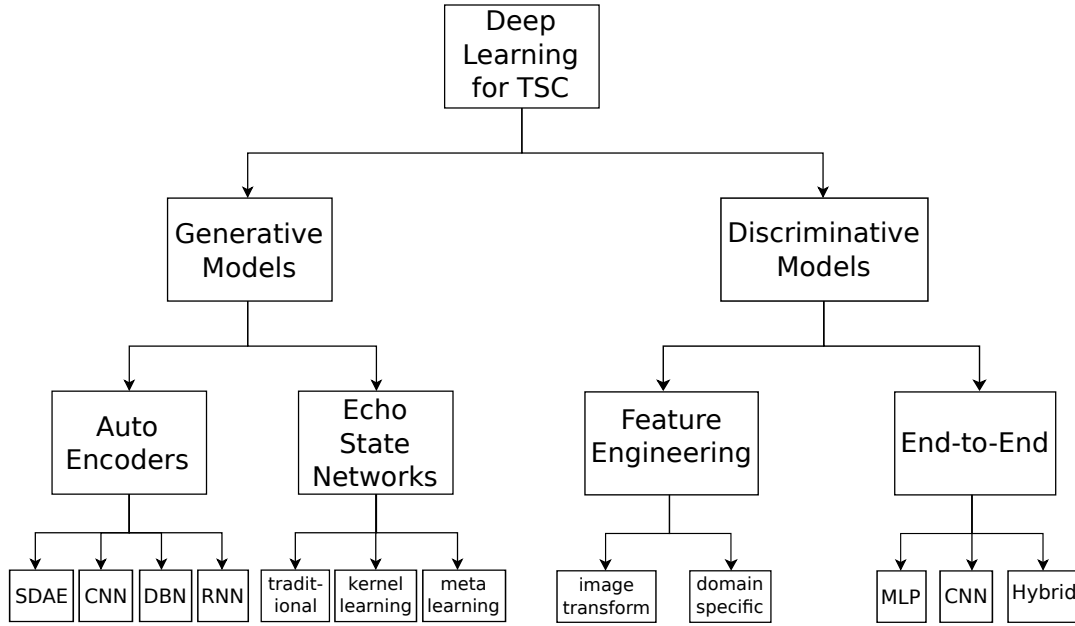 Deep
Learning
for TSC
Generative
Models
Discriminative
Models
Auto
Encoders
Echo
State
Networks
Feature
Engineering
End-to-End
SDAE
CNN
DBN
RNN
tradit-
ional
kernel
learning
meta
learning
image
transform
domain
specific
MLP
CNN
Hybrid